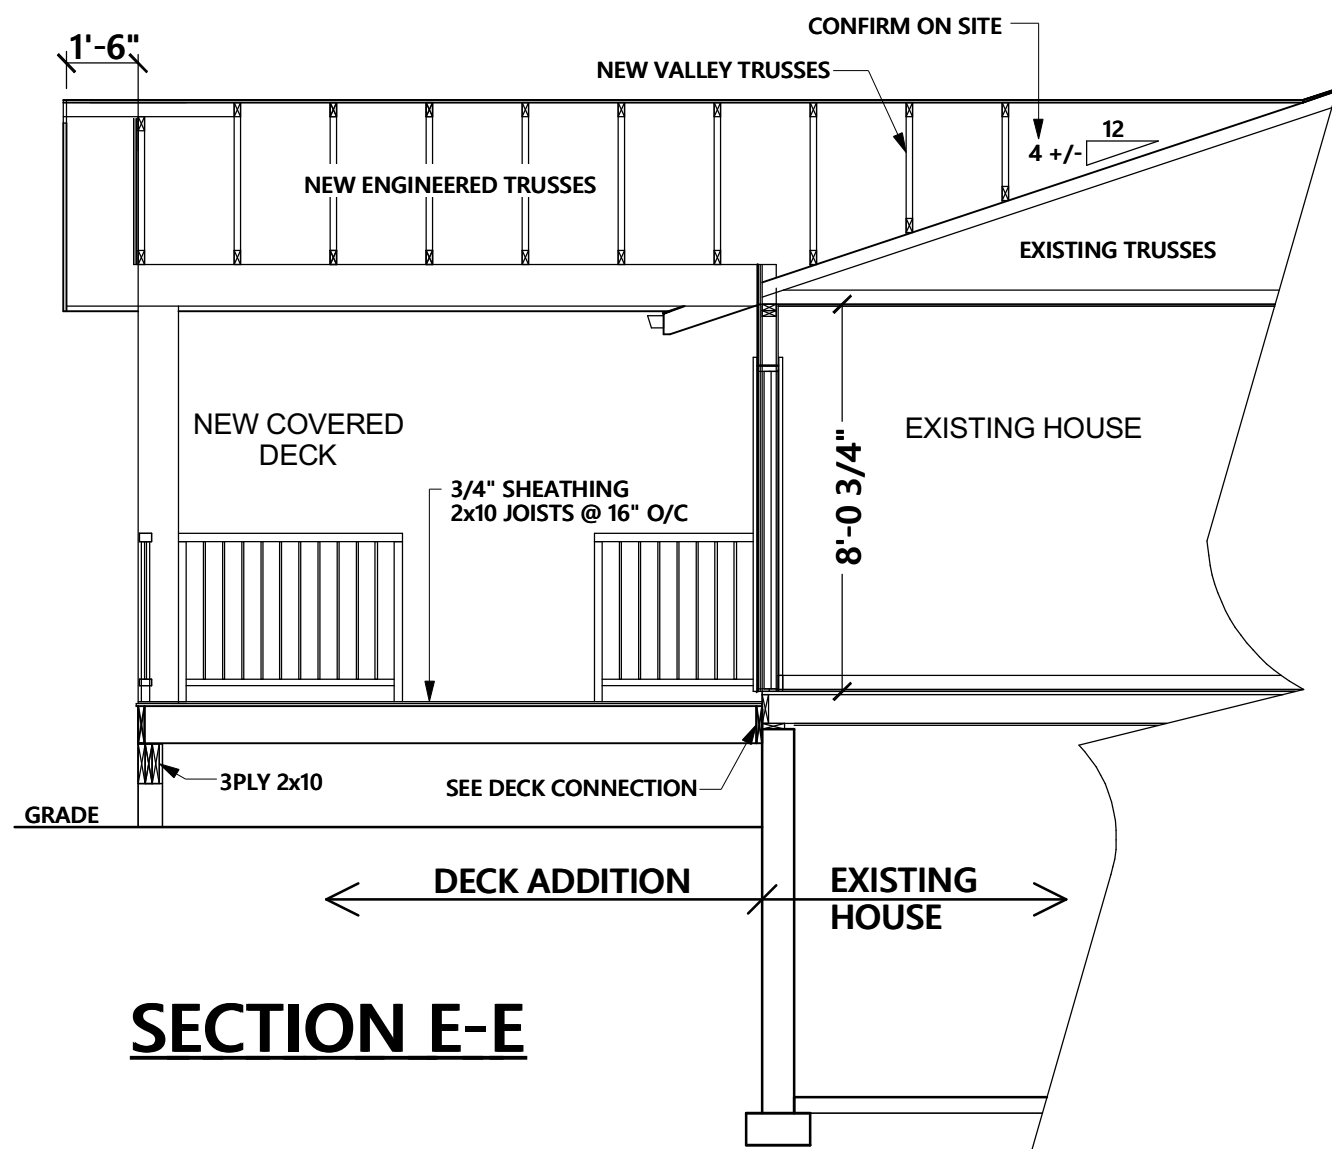 CONFIRM ON SITE
1'-6"
NEW VALLEY TRUSSES
12
4 +/-
NEW ENGINEERED TRUSSES
EXISTING TRUSSES
NEW COVERED
DECK
EXISTING HOUSE
8'-0 3/4"
3/4" SHEATHING
2x10 JOISTS @ 16" O/C
3PLY 2x10
SEE DECK CONNECTION
GRADE
DECK ADDITION
EXISTING
HOUSE
SECTION E-E